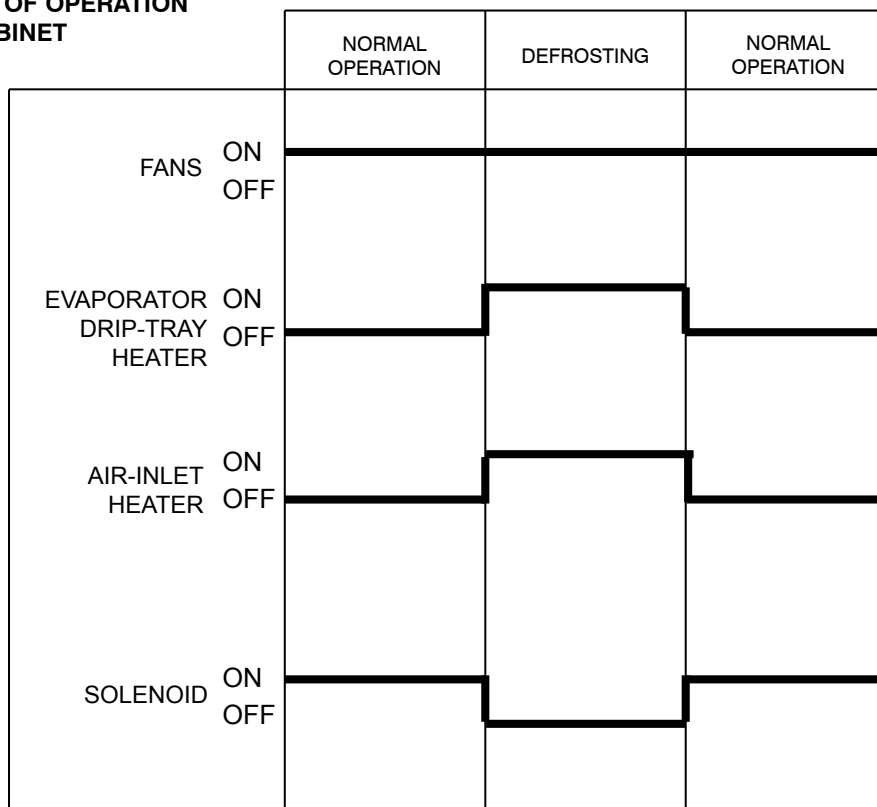 OF OPERATION
NORMAL
OPERATION
DEFROSTING
NORMAL
OPERATION
FANS
ON
OFF
EVAPORATOR
DRIP-TRAY
HEATER
ON
OFF
AIR-INLET
HEATER
ON
OFF
SOLENOID
ON
OFF